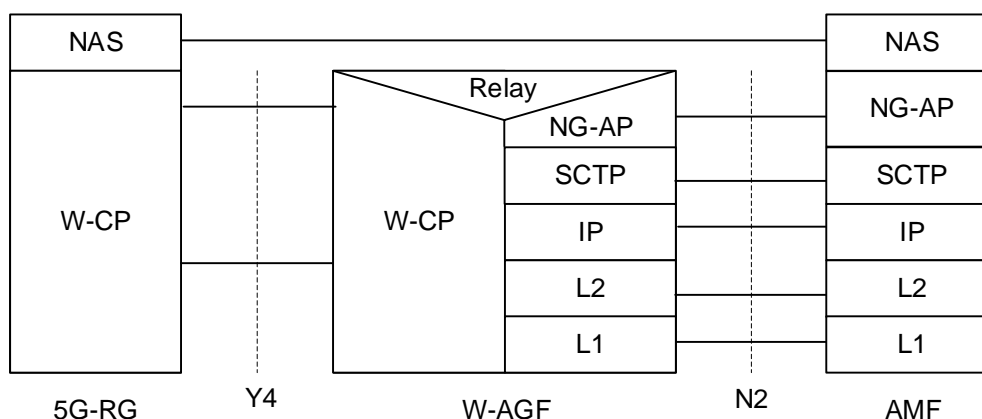 NAS
NAS
Relay
NG-AP
NG-AP
SCTP
SCTP
W-CP
W-CP
IP
IP
L2
L2
L1
L1
5G-RG
Y4
W-AGF
N2
AMF